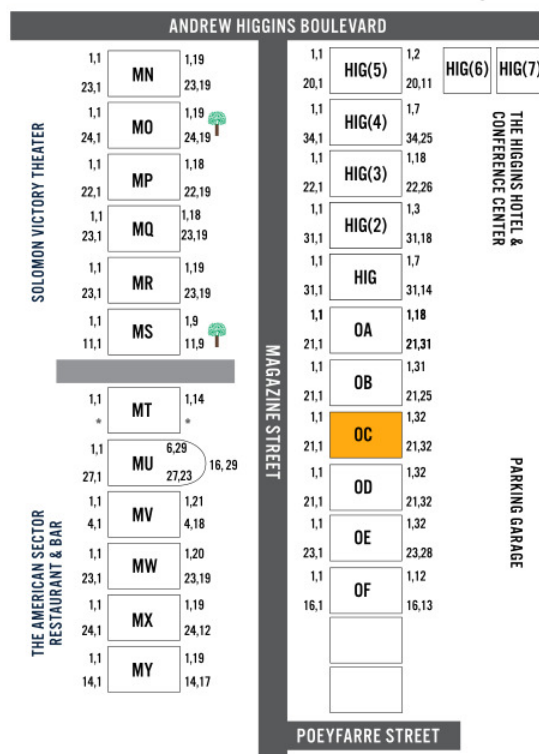 ANDREW HIGGINS BOULEVARD
SOLOMON VICTORY THEATER
1,1 MN 1,19
23,1 23,19
1,1 MO 1,19
24,1 24,19
1,1 MP 1,18
22,1 22,19
1,1 MQ 1,18
23,1 23,19
1,1 MR 1,19
23,1 23,19
1,1 MS 1,9
11,1 11,9
THE AMERICAN SECTOR
RESTAURANT & BAR
1,1 MT 1,14
* *
1,1 MU 6,29
16,29
27,1 27,23
1,1 MV 1,21
4,1 4,18
1,1 MW 1,20
23,1 23,19
1,1 MX 1,19
24,1 24,12
1,1 MY 1,19
14,1 14,17
MAGAZINE STREET
1,1 HIG(5) 1,2
20,1 20,11
HIG(6) HIG(7)
1,1 HIG(4) 1,7
34,1 34,25
1,1 HIG(3) 1,18
22,1 22,26
1,1 HIG(2) 1,3
31,1 31,18
1,1 HIG 1,7
31,1 31,14
1,1 OA 1,18
21,1 21,31
1,1 OB 1,31
21,1 21,25
1,1 OC 1,32
21,1 21,32
1,1 OD 1,32
21,1 21,32
1,1 OE 1,32
23,1 23,28
1,1 OF 1,12
16,1 16,13
THE HIGGINS HOTEL &
CONFERENCE CENTER
PARKING GARAGE
POEYFARRE STREET